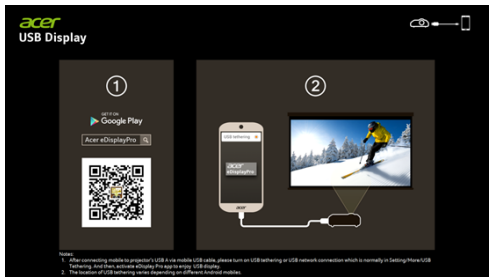 acer
USB Display
1
GET IT ON
Google Play
Acer eDisplayPro
2
USB tethering
acer
eDisplayPro
acer
Notes:
1. After connecting mobile to projector's USB A via mobile USB cable, please turn on USB tethering or USB network connection which is normally in Setting/More/USB
Tethering. And then, activate eDisplay Pro app to enjoy USB display.
2. The location of USB tethering varies depending on different Android mobiles.